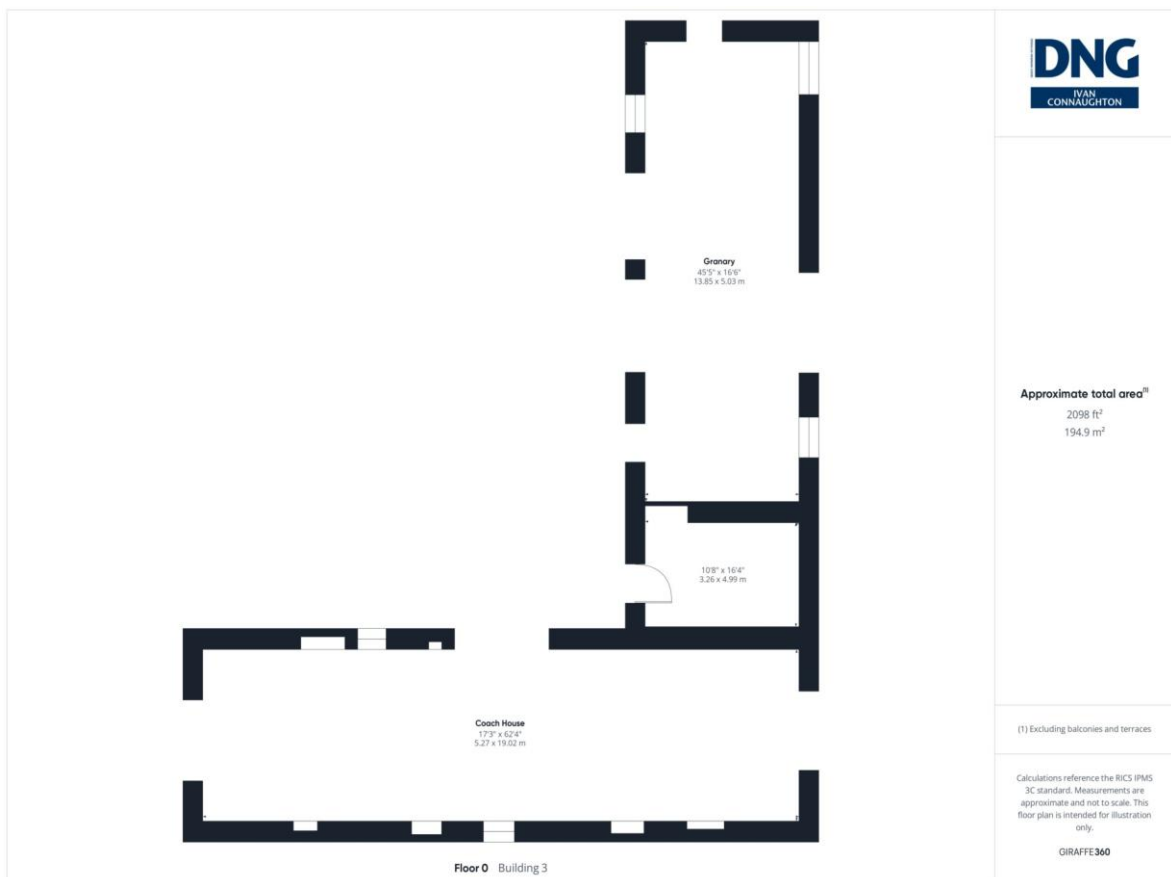 DNG
IVAN
CONNAUGHTON
Granary
45'5" x 16'6"
13.85 x 5.03 m
Approximate total area(1)
2098 ft²
194.9 m²
10'8" x 16'4"
3.26 x 4.99 m
Coach House
17'3" x 62'4"
5.27 x 19.02 m
(1) Excluding balconies and terraces
Calculations reference the RICS IPMS
3C standard. Measurements are
approximate and not to scale. This
floor plan is intended for illustration
only.
GIRAFFE360
Floor 0 Building 3